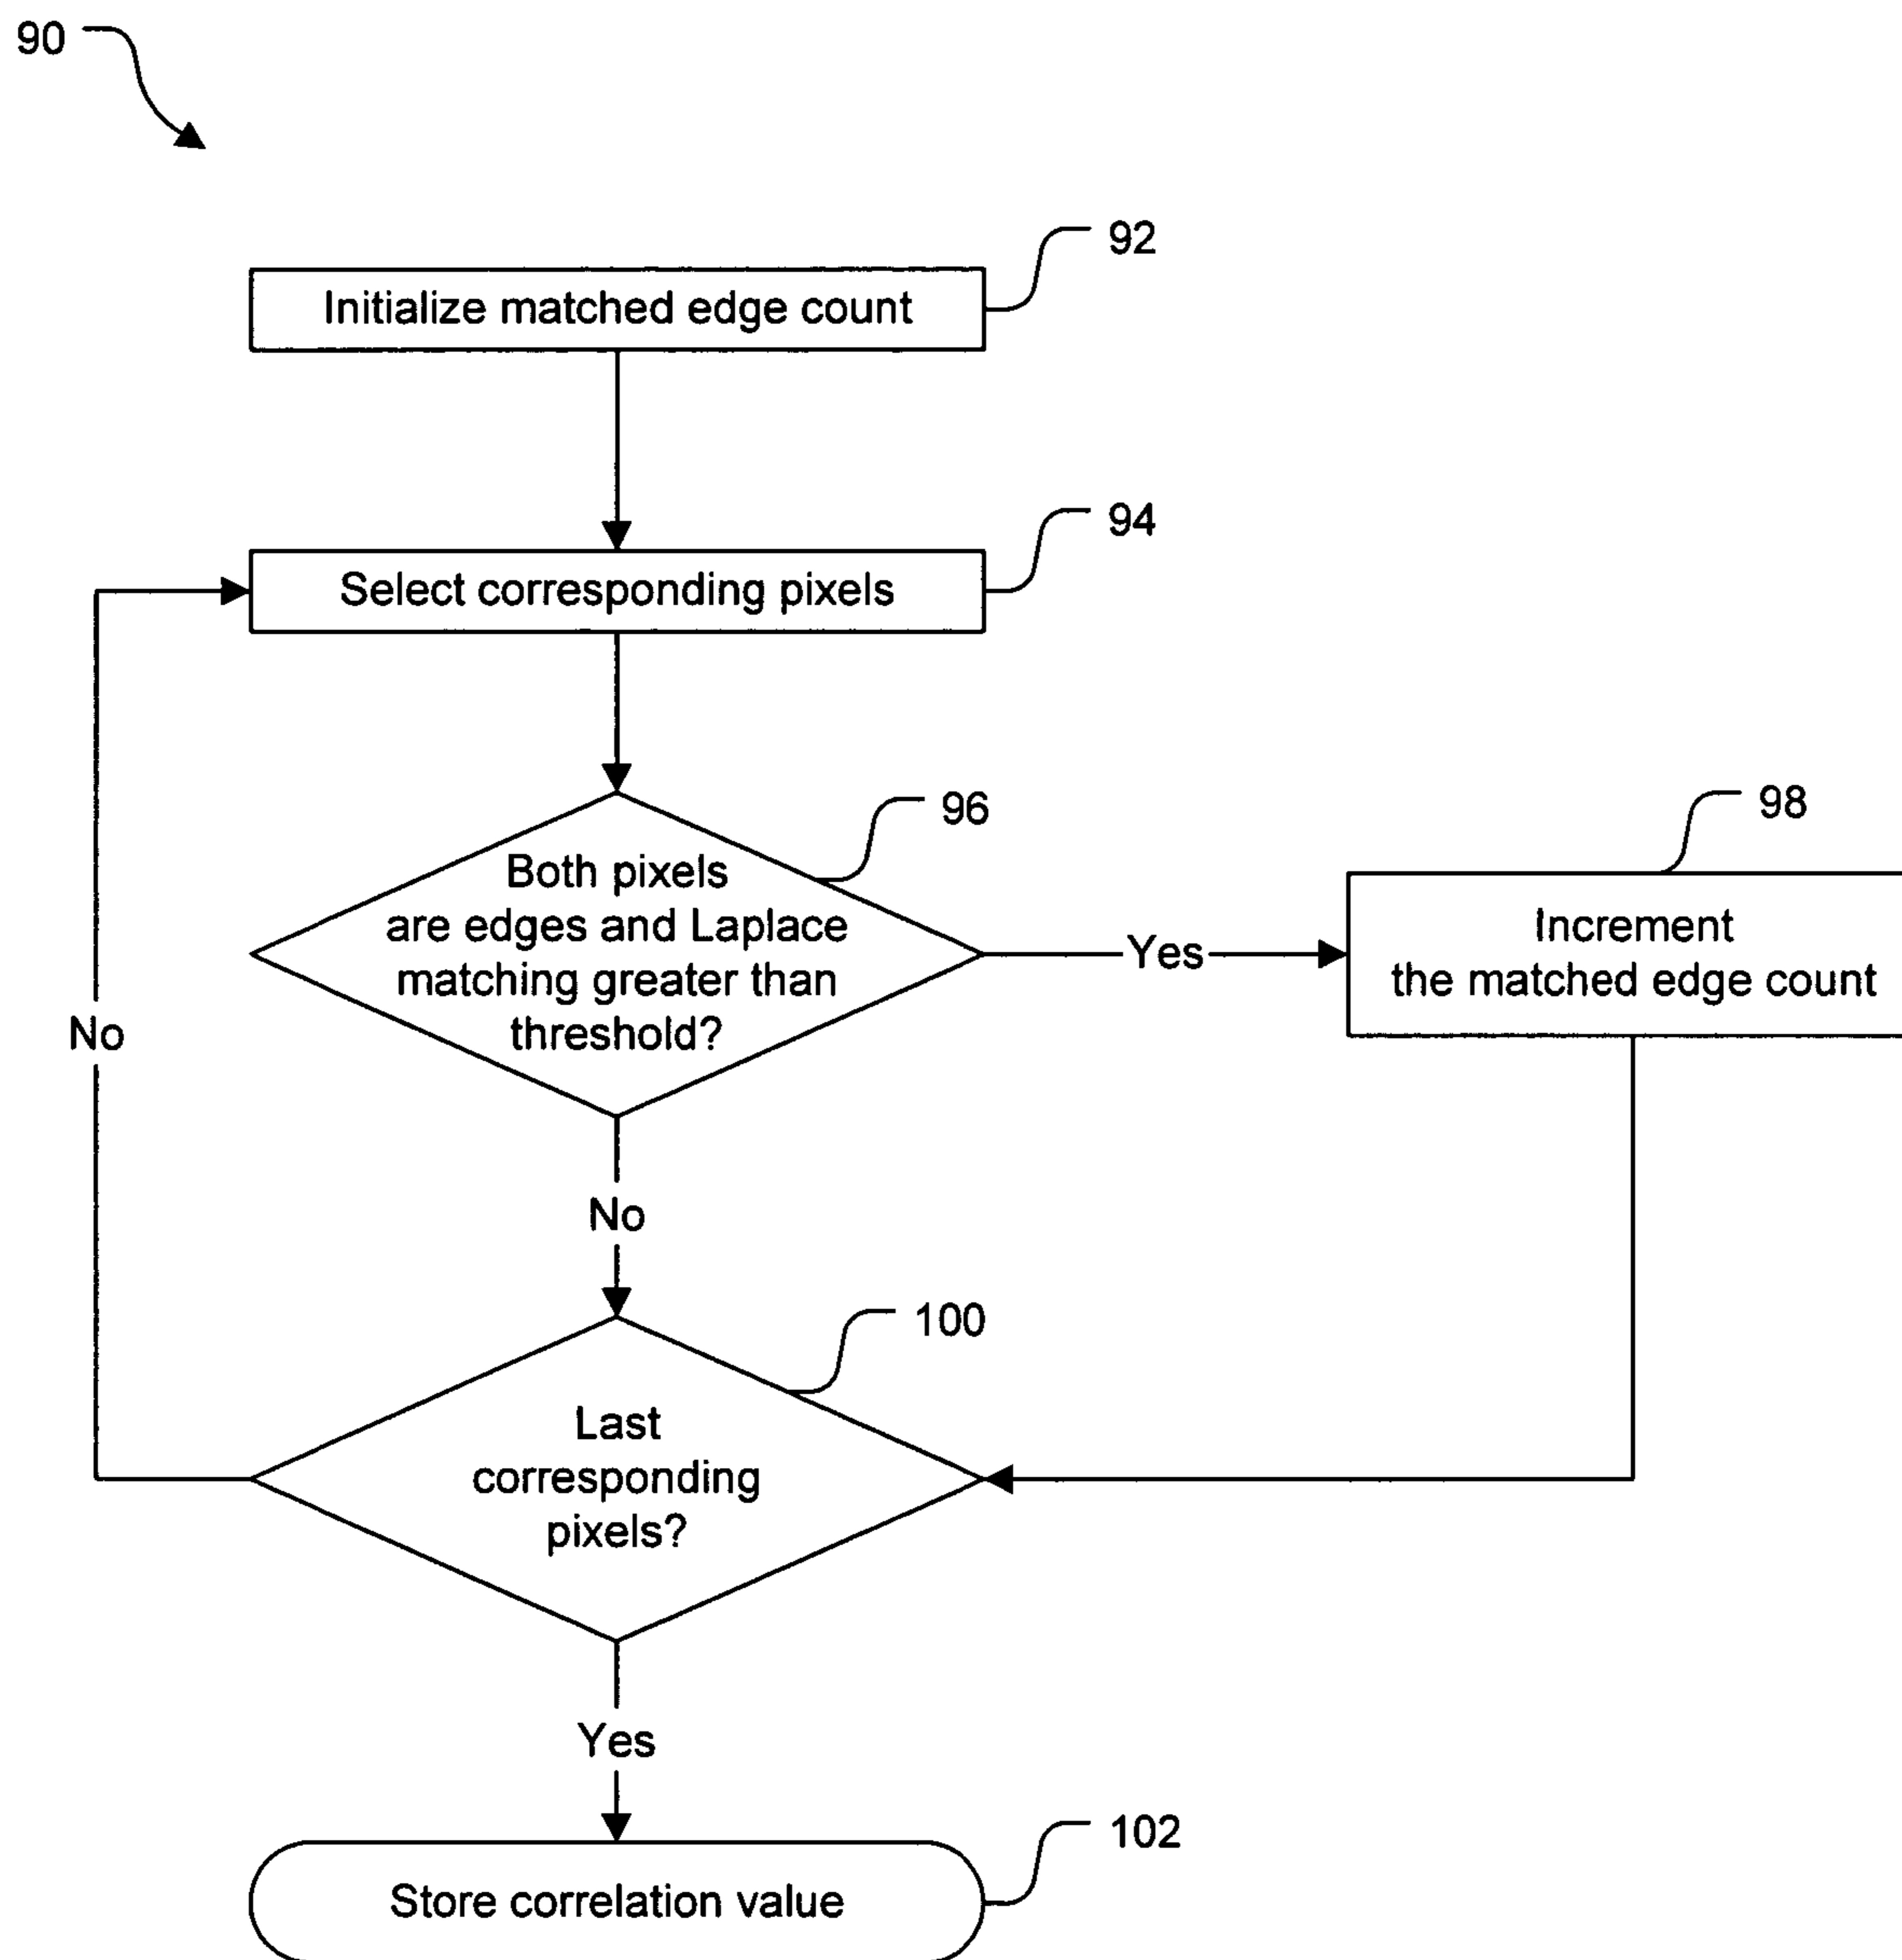 90
92
Initialize matched edge count
94
Select corresponding pixels
96
Both pixels
are edges and Laplace
matching greater than
threshold?
Yes
98
Increment
the matched edge count
No
No
100
Last
corresponding
pixels?
Yes
102
Store correlation value